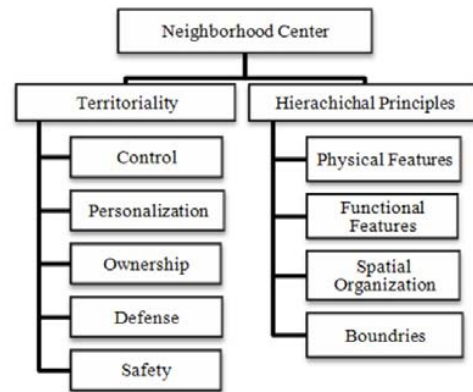 Neighborhood Center
Territoriality
Control
Personalization
Ownership
Defense
Safety
Hierachichal Principles
Physical Features
Functional
Features
Spatial
Organization
Boundries